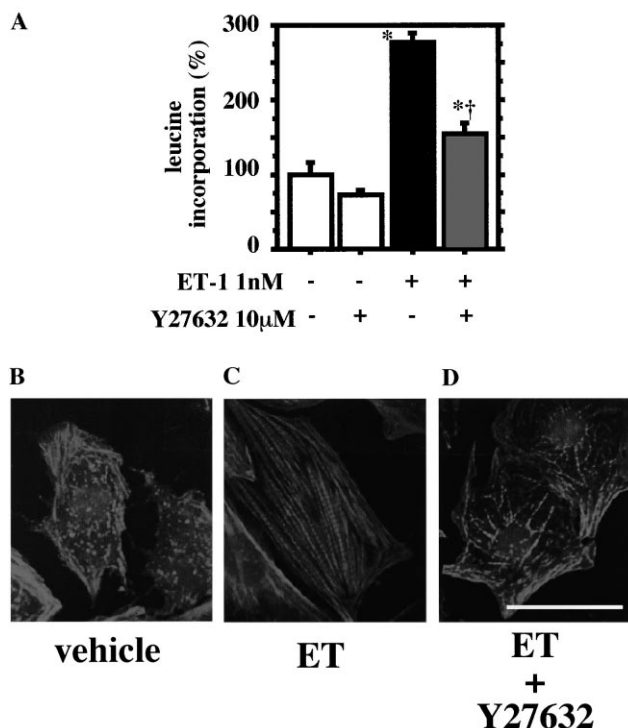 A
leucine
incorporation (%)
300
200
100
0
*
*†
ET-1 1nM - - + +
Y27632 10μM - + - +
B
C
D
vehicle
ET
ET
+
Y27632